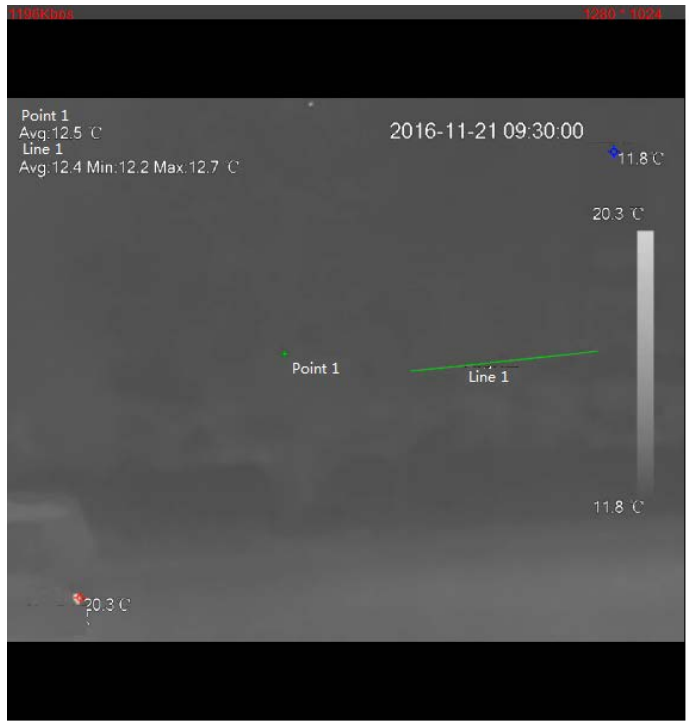 1196Kbps 1280 * 1024
Point 1
Avg:12.5 ℃
Line 1
Avg:12.4 Min:12.2 Max:12.7 ℃
2016-11-21 09:30:00
11.8℃
20.3 ℃
Point 1
Line 1
11.8 ℃
20.3℃